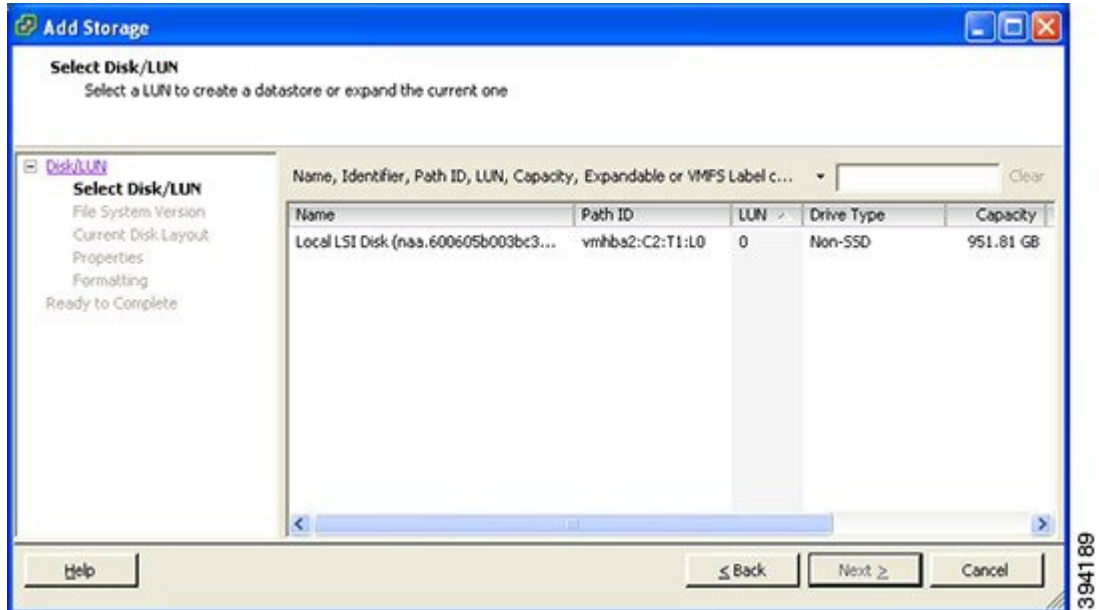 Add Storage
Select Disk/LUN
Select a LUN to create a datastore or expand the current one
Disk/LUN
Select Disk/LUN
File System Version
Current Disk Layout
Properties
Formatting
Ready to Complete
Name, Identifier, Path ID, LUN, Capacity, Expandable or VMFS Label c... Clear
Name Path ID LUN Drive Type Capacity
Local LSI Disk (naa.600605b003bc3... vmhba2:C2:T1:L0 0 Non-SSD 951.81 GB
Help ≤ Back Next ≥ Cancel
394189